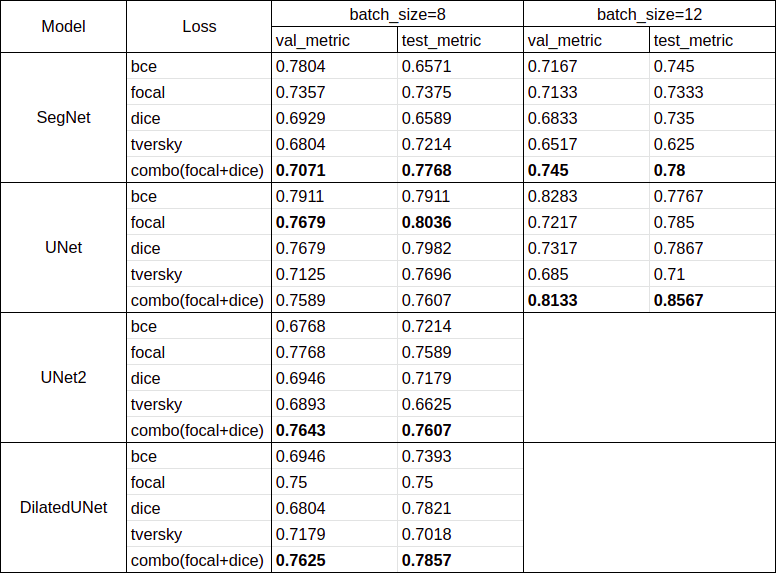 Model Loss batch_size=8 batch_size=12
val_metric test_metric val_metric test_metric
SegNet
bce 0.7804 0.6571 0.7167 0.745
focal 0.7357 0.7375 0.7133 0.7333
dice 0.6929 0.6589 0.6833 0.735
tversky 0.6804 0.7214 0.6517 0.625
combo(focal+dice) 0.7071 0.7768 0.745 0.78
UNet
bce 0.7911 0.7911 0.8283 0.7767
focal 0.7679 0.8036 0.7217 0.785
dice 0.7679 0.7982 0.7317 0.7867
tversky 0.7125 0.7696 0.685 0.71
combo(focal+dice) 0.7589 0.7607 0.8133 0.8567
UNet2
bce 0.6768 0.7214
focal 0.7768 0.7589
dice 0.6946 0.7179
tversky 0.6893 0.6625
combo(focal+dice) 0.7643 0.7607
DilatedUNet
bce 0.6946 0.7393
focal 0.75 0.75
dice 0.6804 0.7821
tversky 0.7179 0.7018
combo(focal+dice) 0.7625 0.7857